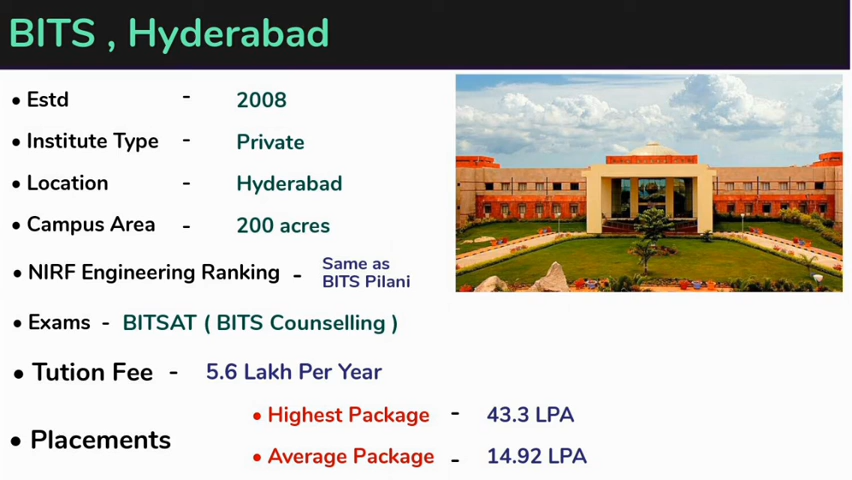 BITS , Hyderabad
• Estd - 2008
• Institute Type - Private
• Location - Hyderabad
• Campus Area - 200 acres
• NIRF Engineering Ranking - Same as
BITS Pilani
• Exams - BITSAT ( BITS Counselling )
• Tution Fee - 5.6 Lakh Per Year
• Placements
• Highest Package - 43.3 LPA
• Average Package - 14.92 LPA